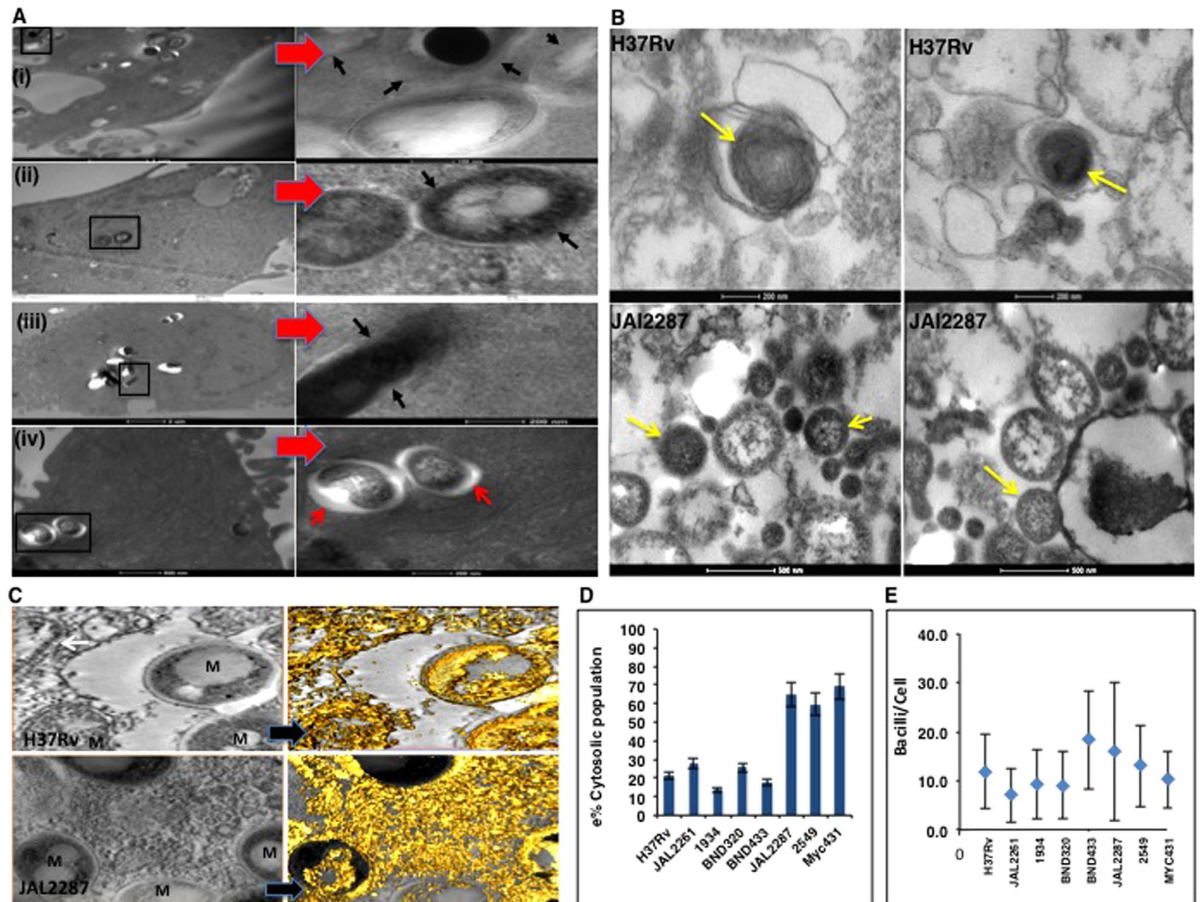 A
(i)
(ii)
(iii)
(iv)
B
H37Rv
H37Rv
200 nm
200 nm
JAl2287
JAl2287
500 nm
500 nm
C
M
M
M
H37Rv
M
M
M
JAL2287
D
e% Cytosolic population
100
90
80
70
60
50
40
30
20
10
0
H37Rv
JAL2261
1934
BND320
BND433
JAL2287
2549
Myc431
E
Bacilli/Cell
40.0
30.0
20.0
10.0
0.0
0
H37Rv
JAL2261
1934
BND320
BND433
JAL2287
2549
MYC431